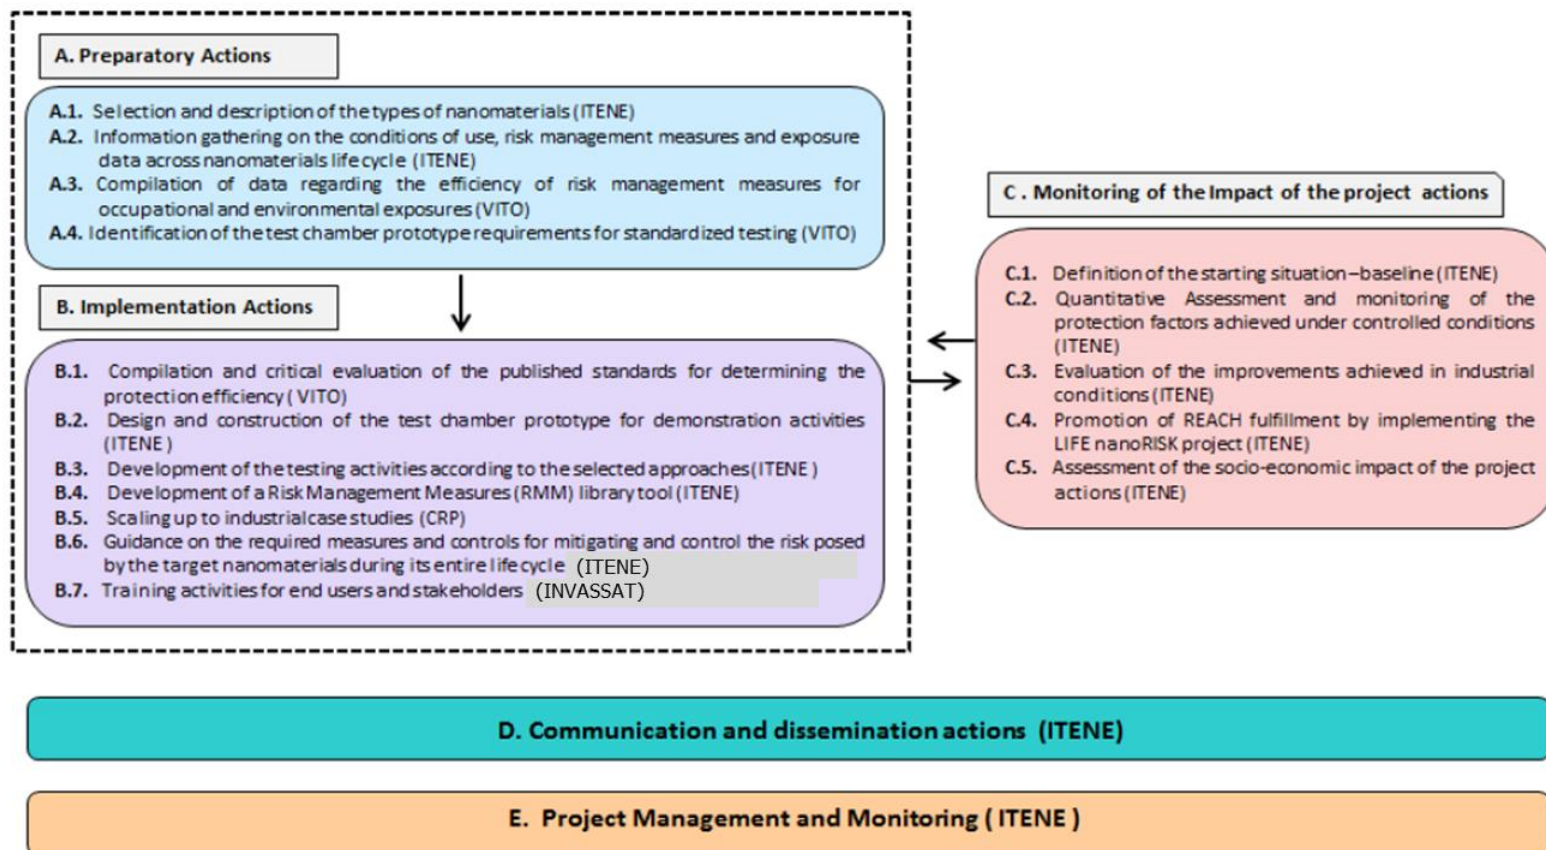 A. Preparatory Actions
A.1. Selection and description of the types of nanomaterials (ITENE)
A.2. Information gathering on the conditions of use, risk management measures and exposure
data across nanomaterials life cycle (ITENE)
A.3. Compilation of data regarding the efficiency of risk management measures for
occupational and environmental exposures (VITO)
A.4. Identification of the test chamber prototype requirements for standardized testing (VITO)
B. Implementation Actions
B.1. Compilation and critical evaluation of the published standards for determining the
protection efficiency ( VITO)
B.2. Design and construction of the test chamber prototype for demonstration activities
(ITENE )
B.3. Development of the testing activities according to the selected approaches (ITENE )
B.4. Development of a Risk Management Measures (RMM) library tool (ITENE)
B.5. Scaling up to industrial case studies (CRP)
B.6. Guidance on the required measures and controls for mitigating and control the risk posed
by the target nanomaterials during its entire life cycle (ITENE)
B.7. Training activities for end users and stakeholders (INVASSAT)
C . Monitoring of the Impact of the project actions
C.1. Definition of the starting situation–baseline (ITENE)
C.2. Quantitative Assessment and monitoring of the
protection factors achieved under controlled conditions
(ITENE)
C.3. Evaluation of the improvements achieved in industrial
conditions (ITENE)
C.4. Promotion of REACH fulfillment by implementing the
LIFE nanoRISK project (ITENE)
C.5. Assessment of the socio-economic impact of the project
actions (ITENE)
D. Communication and dissemination actions (ITENE)
E. Project Management and Monitoring ( ITENE )